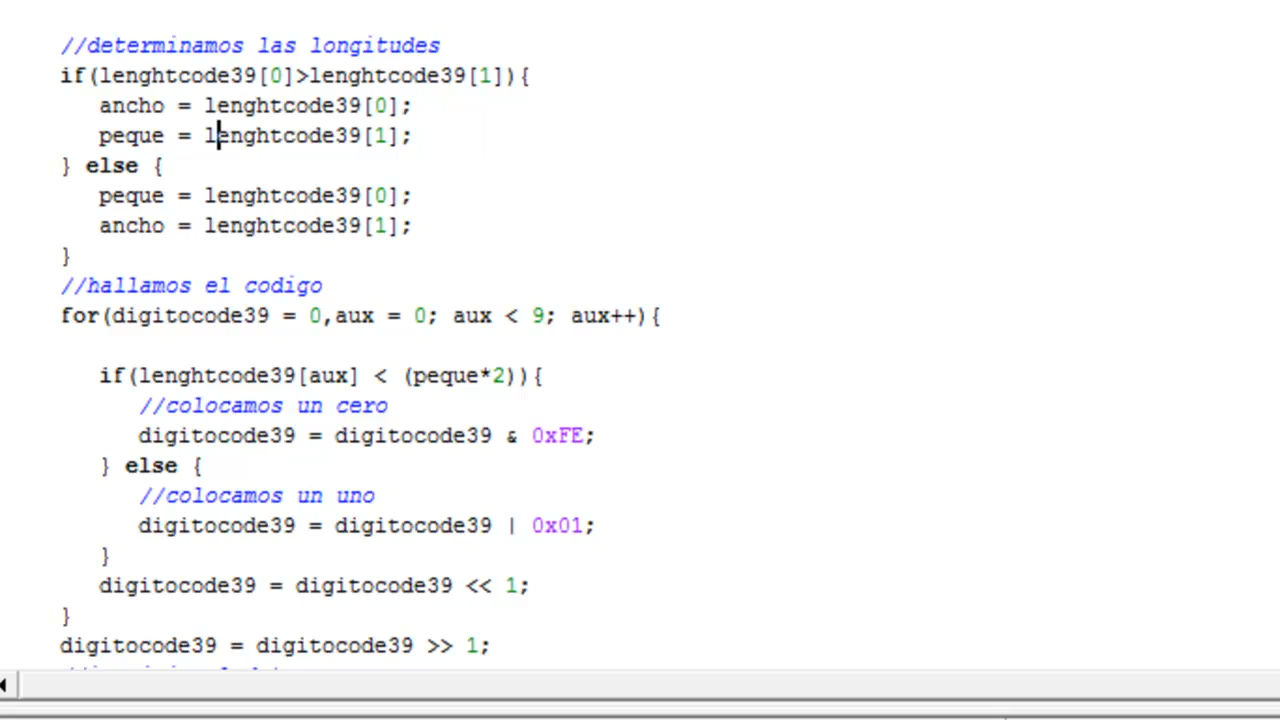 //determinamos las longitudes
if(lenghtcode39[0]>lenghtcode39[1]){
ancho = lenghtcode39[0];
peque = lenghtcode39[1];
} else {
peque = lenghtcode39[0];
ancho = lenghtcode39[1];
}
//hallamos el codigo
for(digitocode39 = 0,aux = 0; aux < 9; aux++){
if(lenghtcode39[aux] < (peque*2)){
//colocamos un cero
digitocode39 = digitocode39 & 0xFE;
} else {
//colocamos un uno
digitocode39 = digitocode39 | 0x01;
}
digitocode39 = digitocode39 << 1;
}
digitocode39 = digitocode39 >> 1;